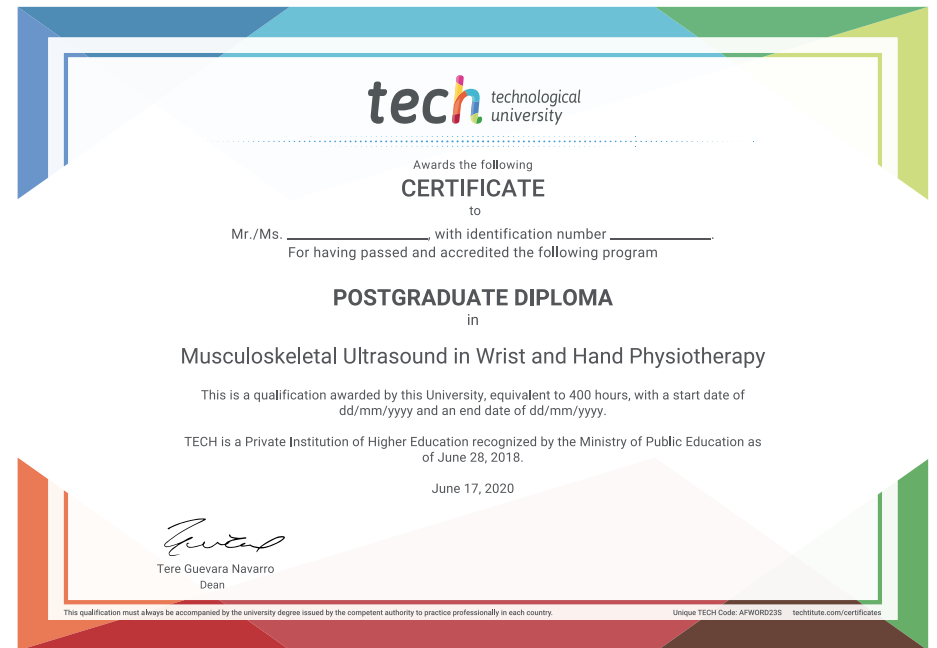 tech technological
university
Awards the following
CERTIFICATE
to
Mr./Ms. ____________________, with identification number ______________.
For having passed and accredited the following program
POSTGRADUATE DIPLOMA
in
Musculoskeletal Ultrasound in Wrist and Hand Physiotherapy
This is a qualification awarded by this University, equivalent to 400 hours, with a start date of
dd/mm/yyyy and an end date of dd/mm/yyyy.
TECH is a Private Institution of Higher Education recognized by the Ministry of Public Education as
of June 28, 2018.
June 17, 2020
Tere Guevara Navarro
Dean
This qualification must always be accompanied by the university degree issued by the competent authority to practice professionally in each country.
Unique TECH Code: AFWORD23S techtitute.com/certificates